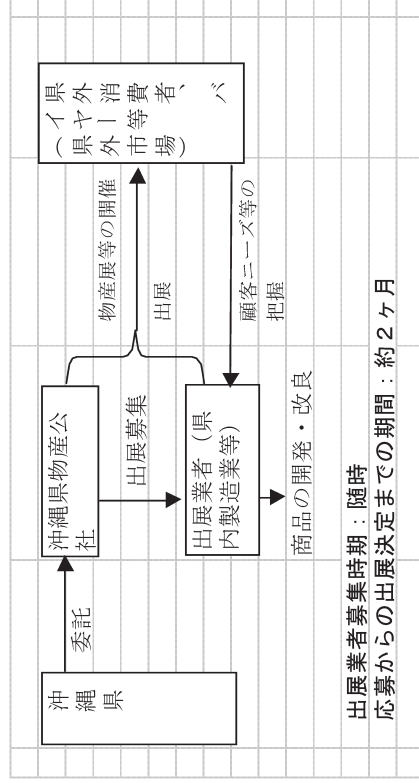 沖縄県
委託
沖縄県物産公
社
出展募集
出展業者（県
内製造業等）
商品の開発・改良
物産展等の開催
出展
顧客ニーズ等の
把握
県外消費者、バ
イヤー等
（県外市場）
出展業者募集時期：随時
応募からの出展決定までの期間：約２ヶ月